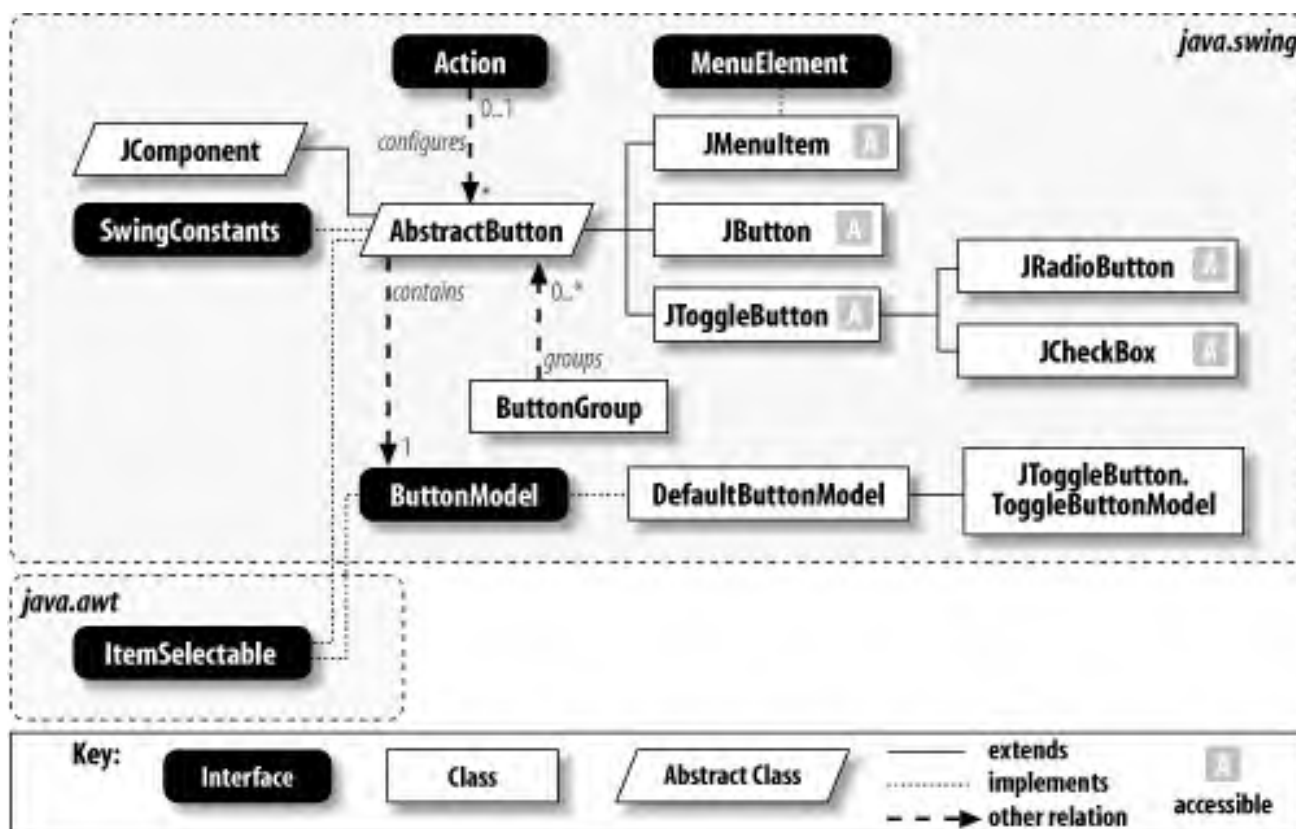 java.swing
Action
MenuElement
0..1
configures
JComponent
JMenuItem A
*
SwingConstants
AbstractButton
JButton A
contains
0..*
JRadioButton A
JToggleButton A
groups
JCheckBox A
ButtonGroup
1
ButtonModel
DefaultButtonModel
JToggleButton.
ToggleButtonModel
java.awt
ItemSelectable
Key:
Interface
Class
Abstract Class
extends
implements
other relation
A
accessible